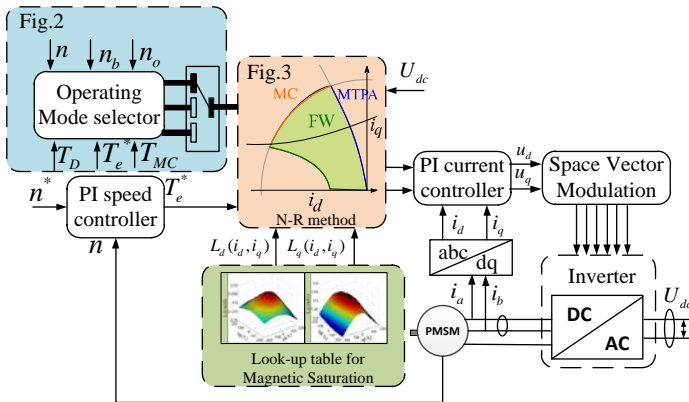 Fig.2
n
n_b
n_o
Operating
Mode selector
T_D
T_e^*
T_MC
n^*
PI speed
controller
T_e^*
n
Fig.3
MC
MTPA
FW
i_q
i_d
N-R method
U_dc
L_d(i_d,i_q)
L_q(i_d,i_q)
Look-up table for
Magnetic Saturation
PI current
controller
u_d
u_q
Space Vector
Modulation
i_d
i_q
abc
dq
i_a
i_b
PMSM
Inverter
DC
AC
U_dc